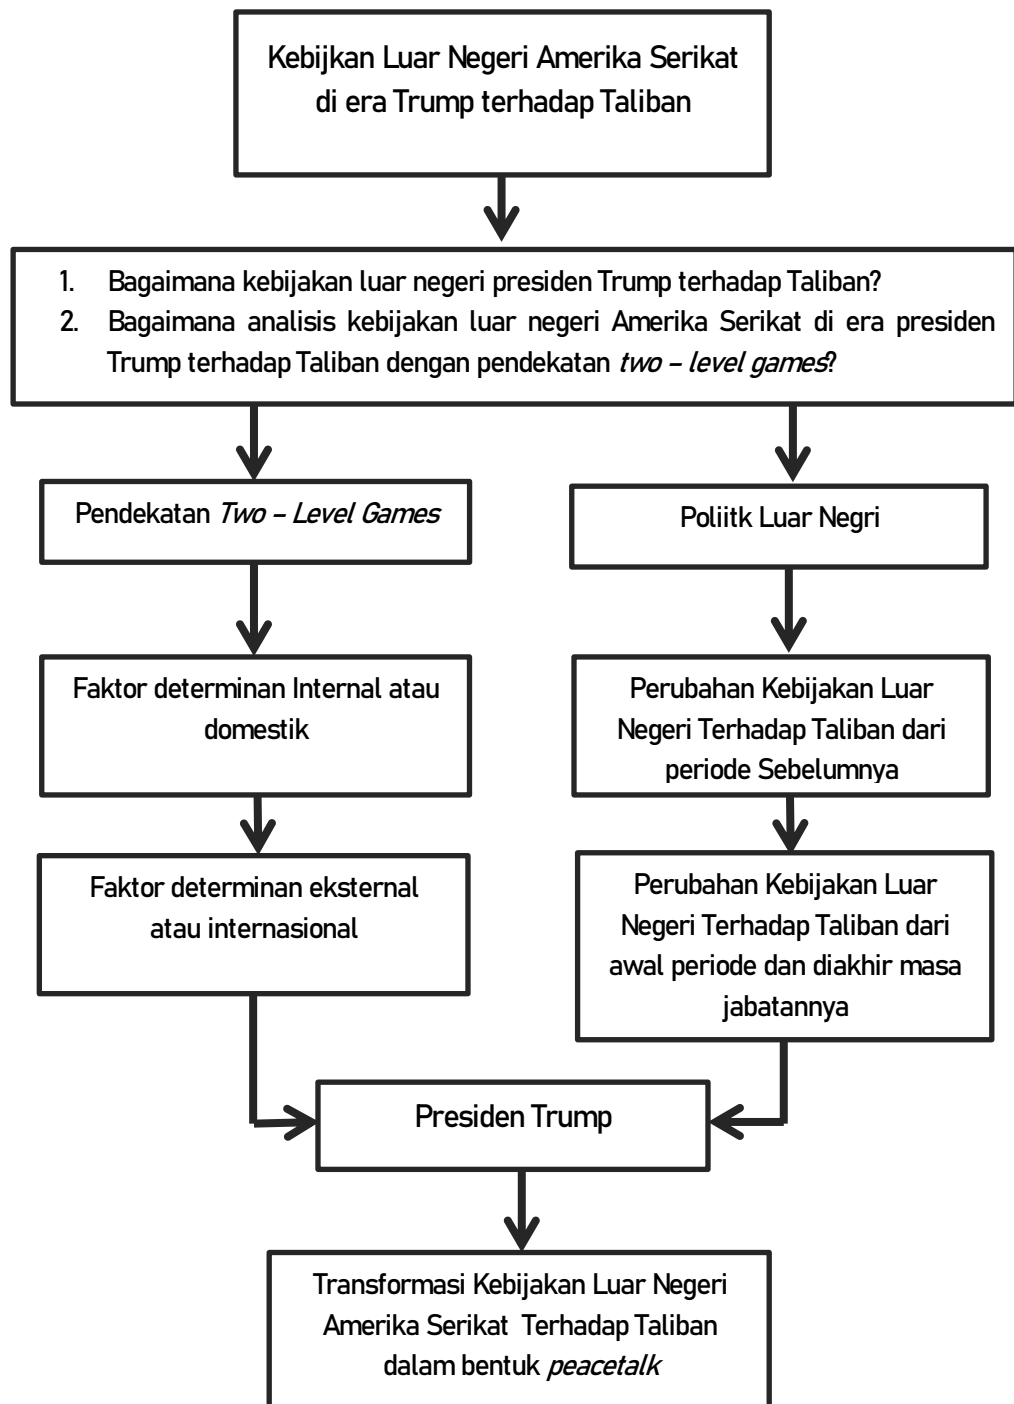 Kebijkan Luar Negeri Amerika Serikat
di era Trump terhadap Taliban
1. Bagaimana kebijakan luar negeri presiden Trump terhadap Taliban?
2. Bagaimana analisis kebijakan luar negeri Amerika Serikat di era presiden
Trump terhadap Taliban dengan pendekatan two – level games?
Pendekatan Two – Level Games
Poliitk Luar Negri
Faktor determinan Internal atau
domestik
Perubahan Kebijakan Luar
Negeri Terhadap Taliban dari
periode Sebelumnya
Faktor determinan eksternal
atau internasional
Perubahan Kebijakan Luar
Negeri Terhadap Taliban dari
awal periode dan diakhir masa
jabatannya
Presiden Trump
Transformasi Kebijakan Luar Negeri
Amerika Serikat Terhadap Taliban
dalam bentuk peacetalk